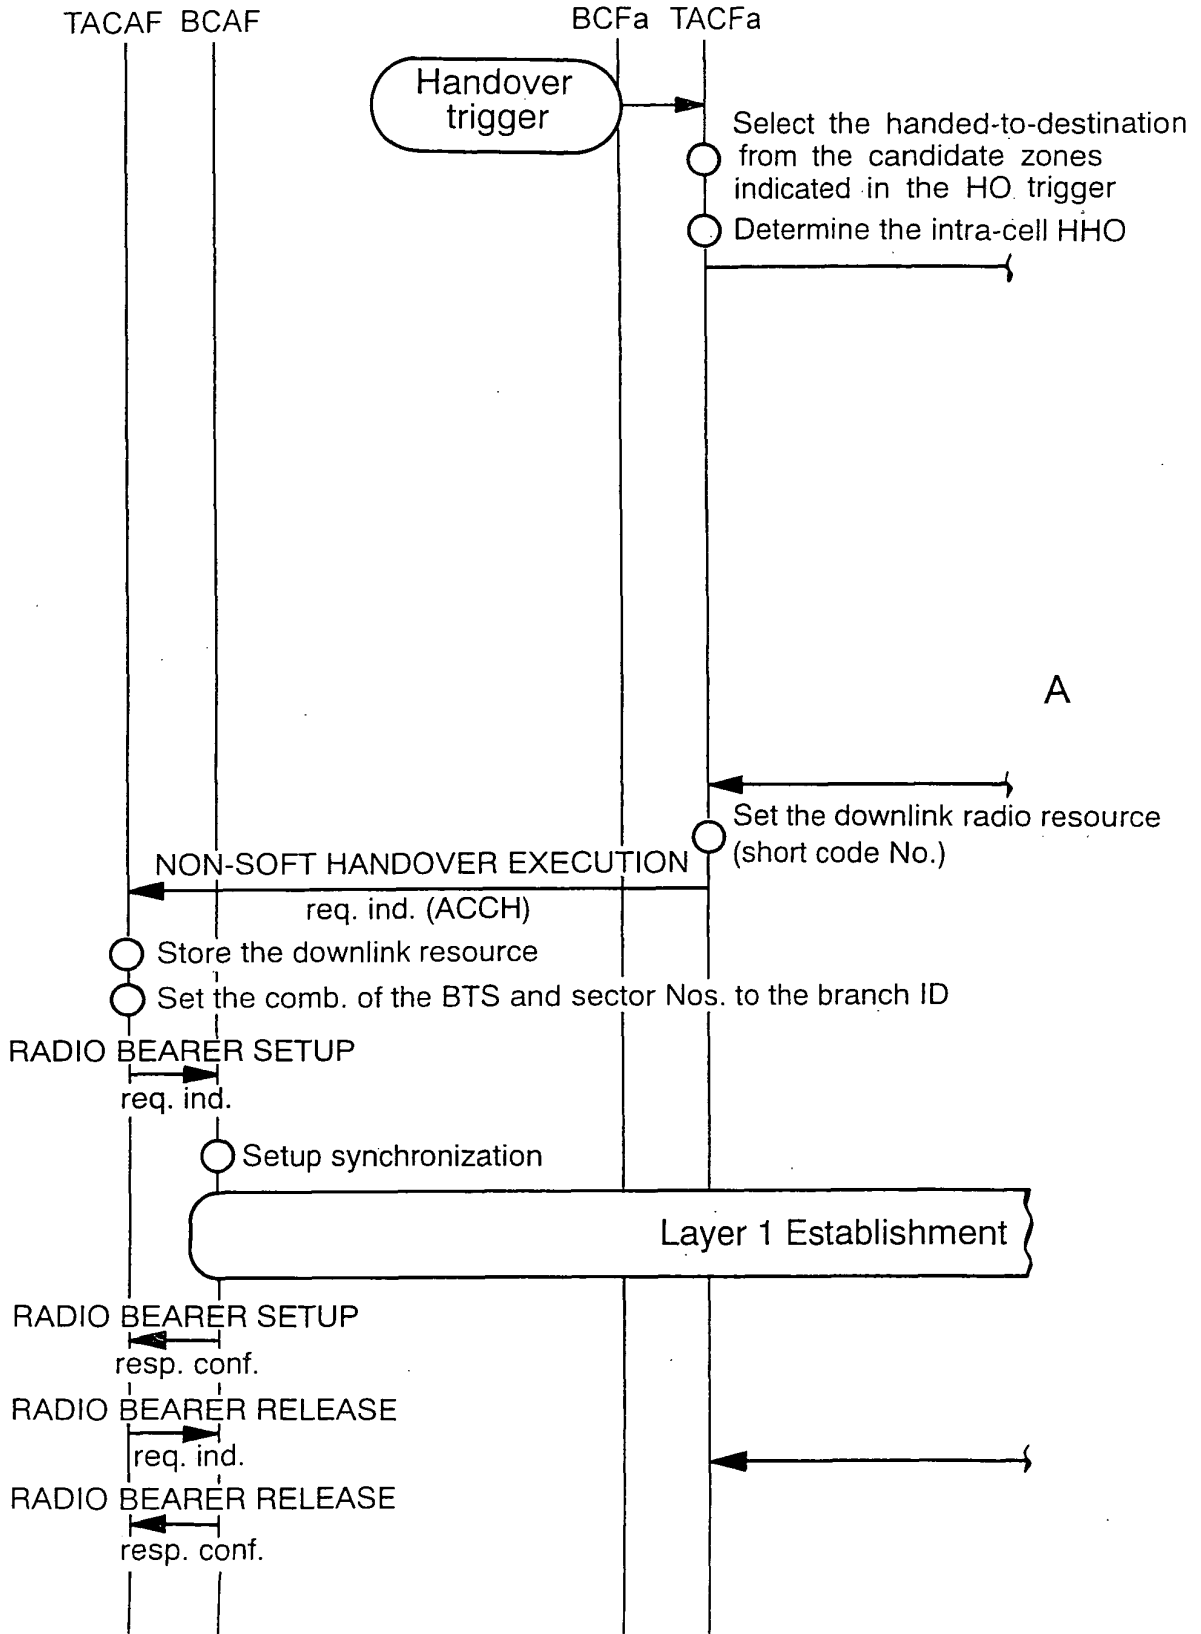 TACAF BCAF BCFa TACFa
Handover
trigger
Select the handed-to-destination
from the candidate zones
indicated in the HO trigger
Determine the intra-cell HHO
A
Set the downlink radio resource
(short code No.)
NON-SOFT HANDOVER EXECUTION
req. ind. (ACCH)
Store the downlink resource
Set the comb. of the BTS and sector Nos. to the branch ID
RADIO BEARER SETUP
req. ind.
Setup synchronization
Layer 1 Establishment
RADIO BEARER SETUP
resp. conf.
RADIO BEARER RELEASE
req. ind.
RADIO BEARER RELEASE
resp. conf.